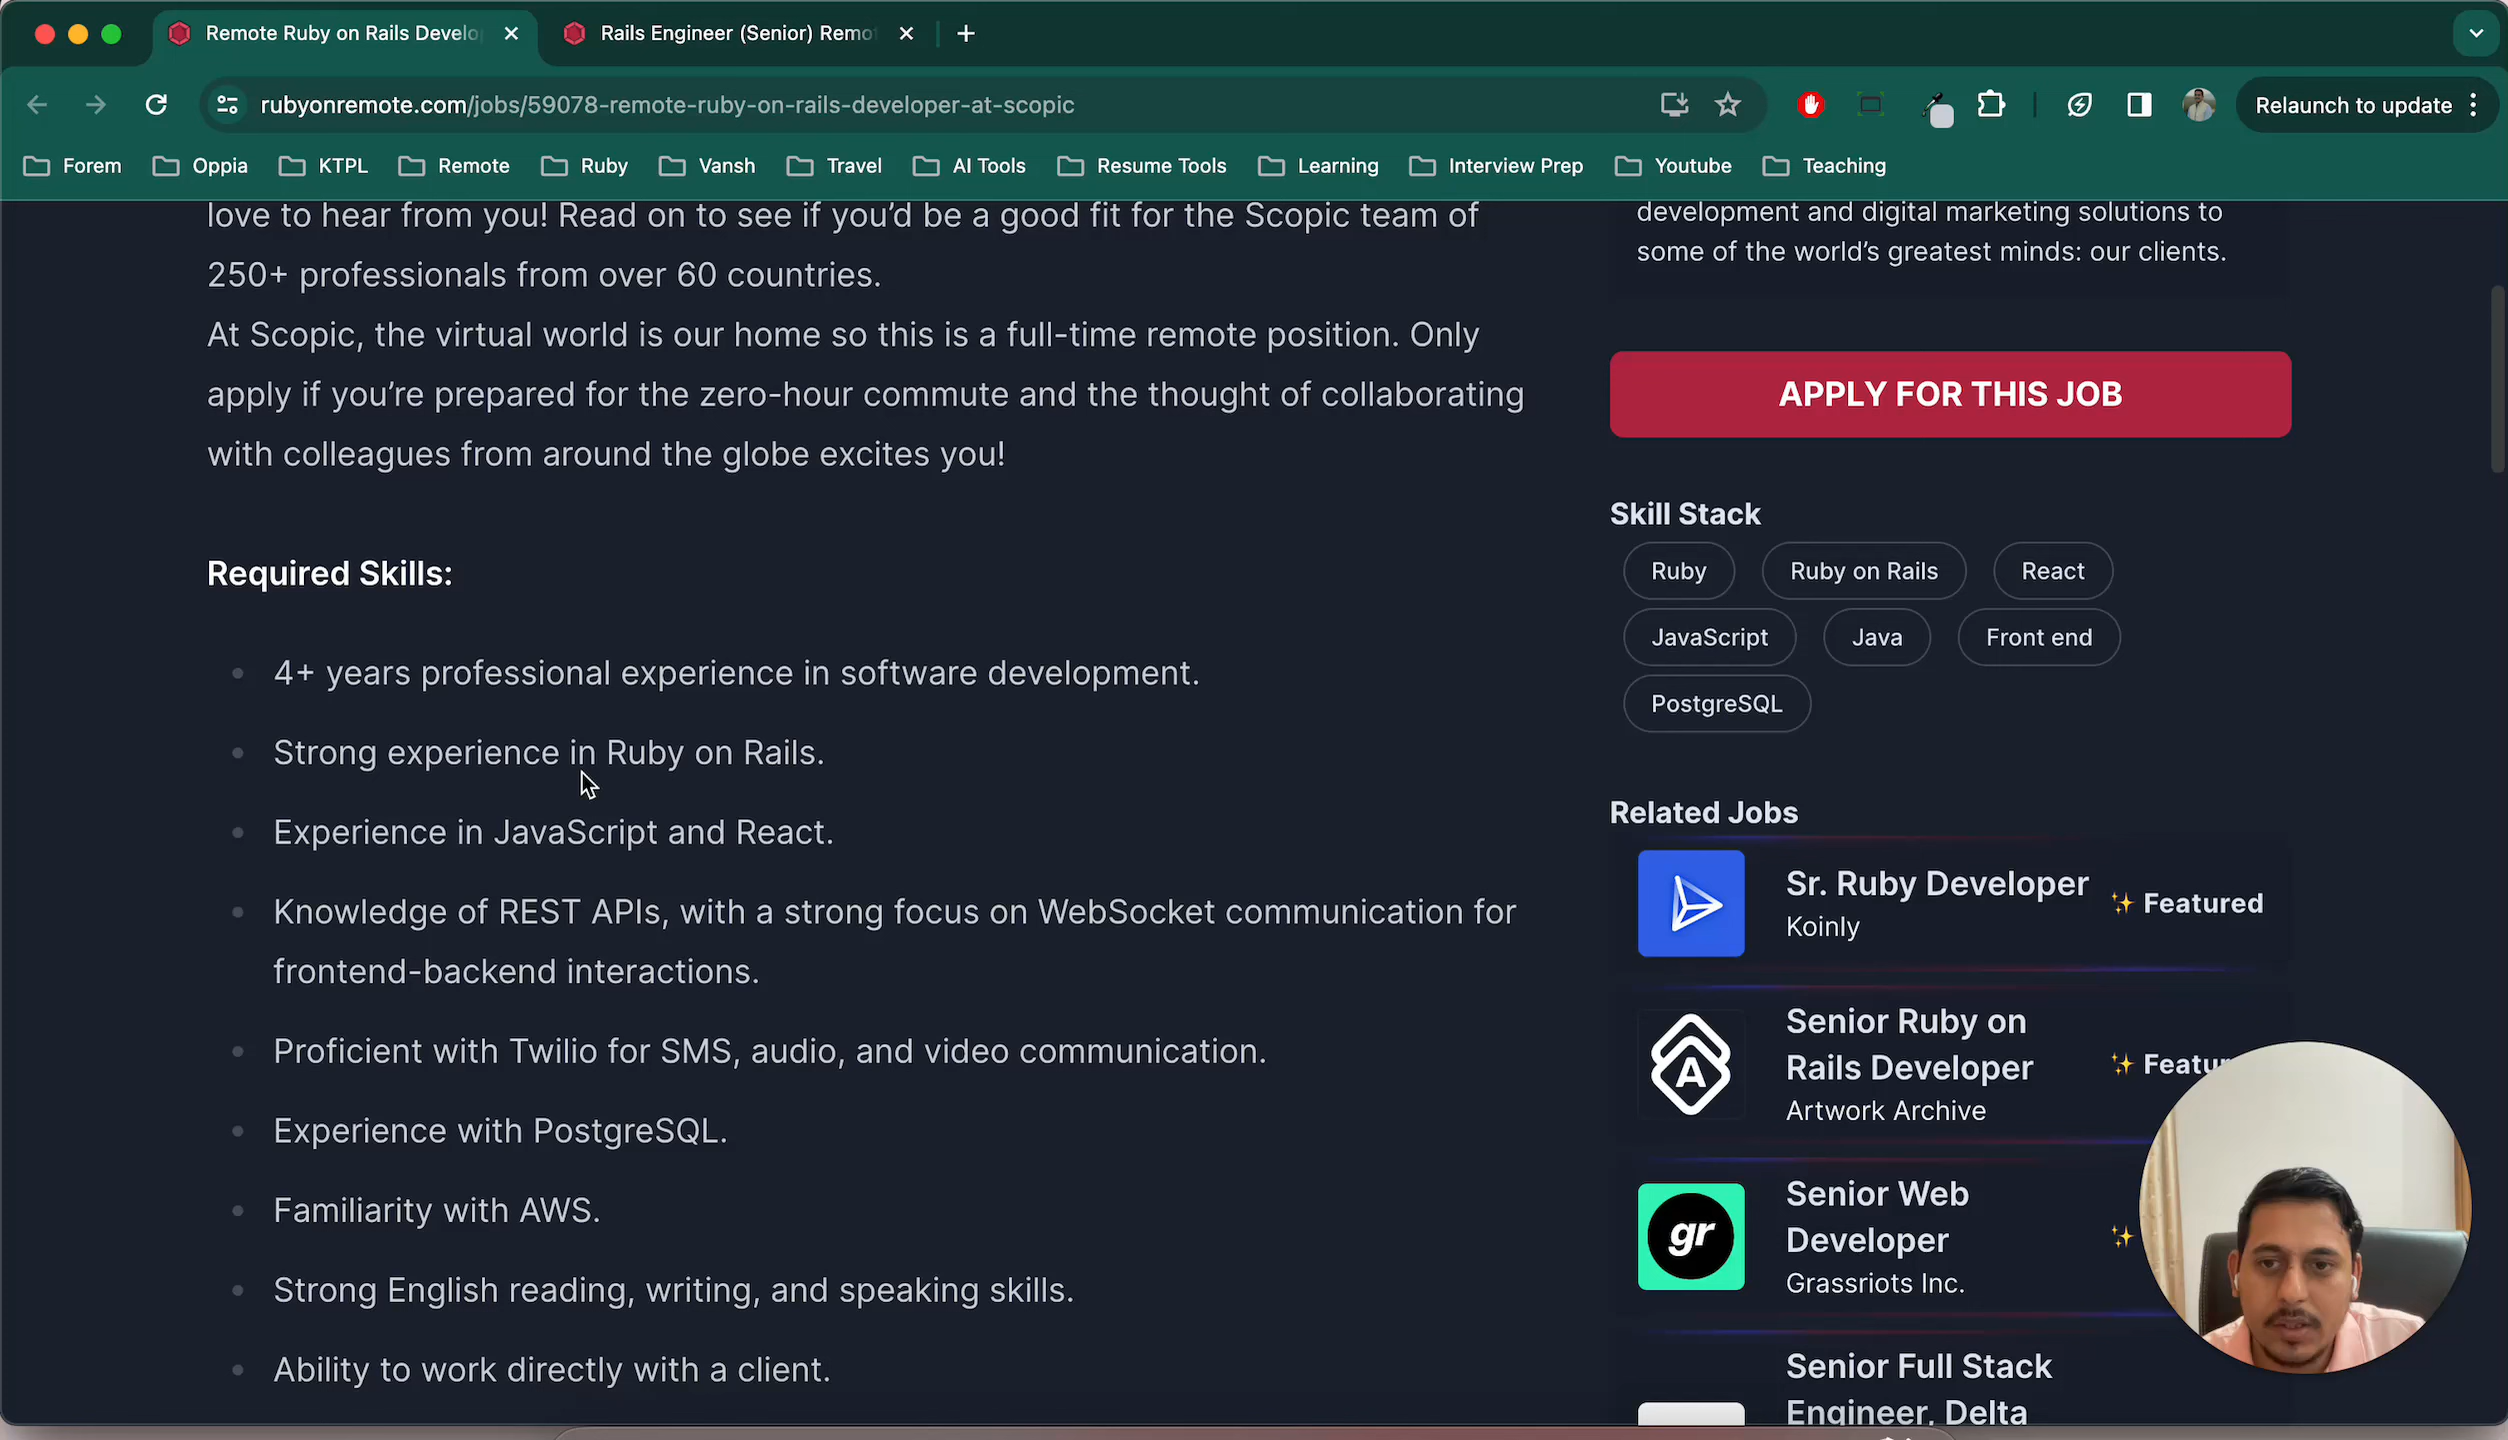 Remote Ruby on Rails Develo
Rails Engineer (Senior) Remo
rubyonremote.com/jobs/59078-remote-ruby-on-rails-developer-at-scopic
Relaunch to update
Forem Oppia KTPL Remote Ruby Vansh Travel AI Tools Resume Tools Learning Interview Prep Youtube Teaching
love to hear from you! Read on to see if you’d be a good fit for the Scopic team of
250+ professionals from over 60 countries.
At Scopic, the virtual world is our home so this is a full-time remote position. Only
apply if you’re prepared for the zero-hour commute and the thought of collaborating
with colleagues from around the globe excites you!
Required Skills:
4+ years professional experience in software development.
Strong experience in Ruby on Rails.
Experience in JavaScript and React.
Knowledge of REST APIs, with a strong focus on WebSocket communication for
frontend-backend interactions.
Proficient with Twilio for SMS, audio, and video communication.
Experience with PostgreSQL.
Familiarity with AWS.
Strong English reading, writing, and speaking skills.
Ability to work directly with a client.
development and digital marketing solutions to
some of the world’s greatest minds: our clients.
APPLY FOR THIS JOB
Skill Stack
Ruby Ruby on Rails React
JavaScript Java Front end
PostgreSQL
Related Jobs
Sr. Ruby Developer
Koinly
✨ Featured
A
Senior Ruby on
Rails Developer
Artwork Archive
✨ Featur
gr
Senior Web
Developer
Grassriots Inc.
✨
Senior Full Stack
Engineer, Delta